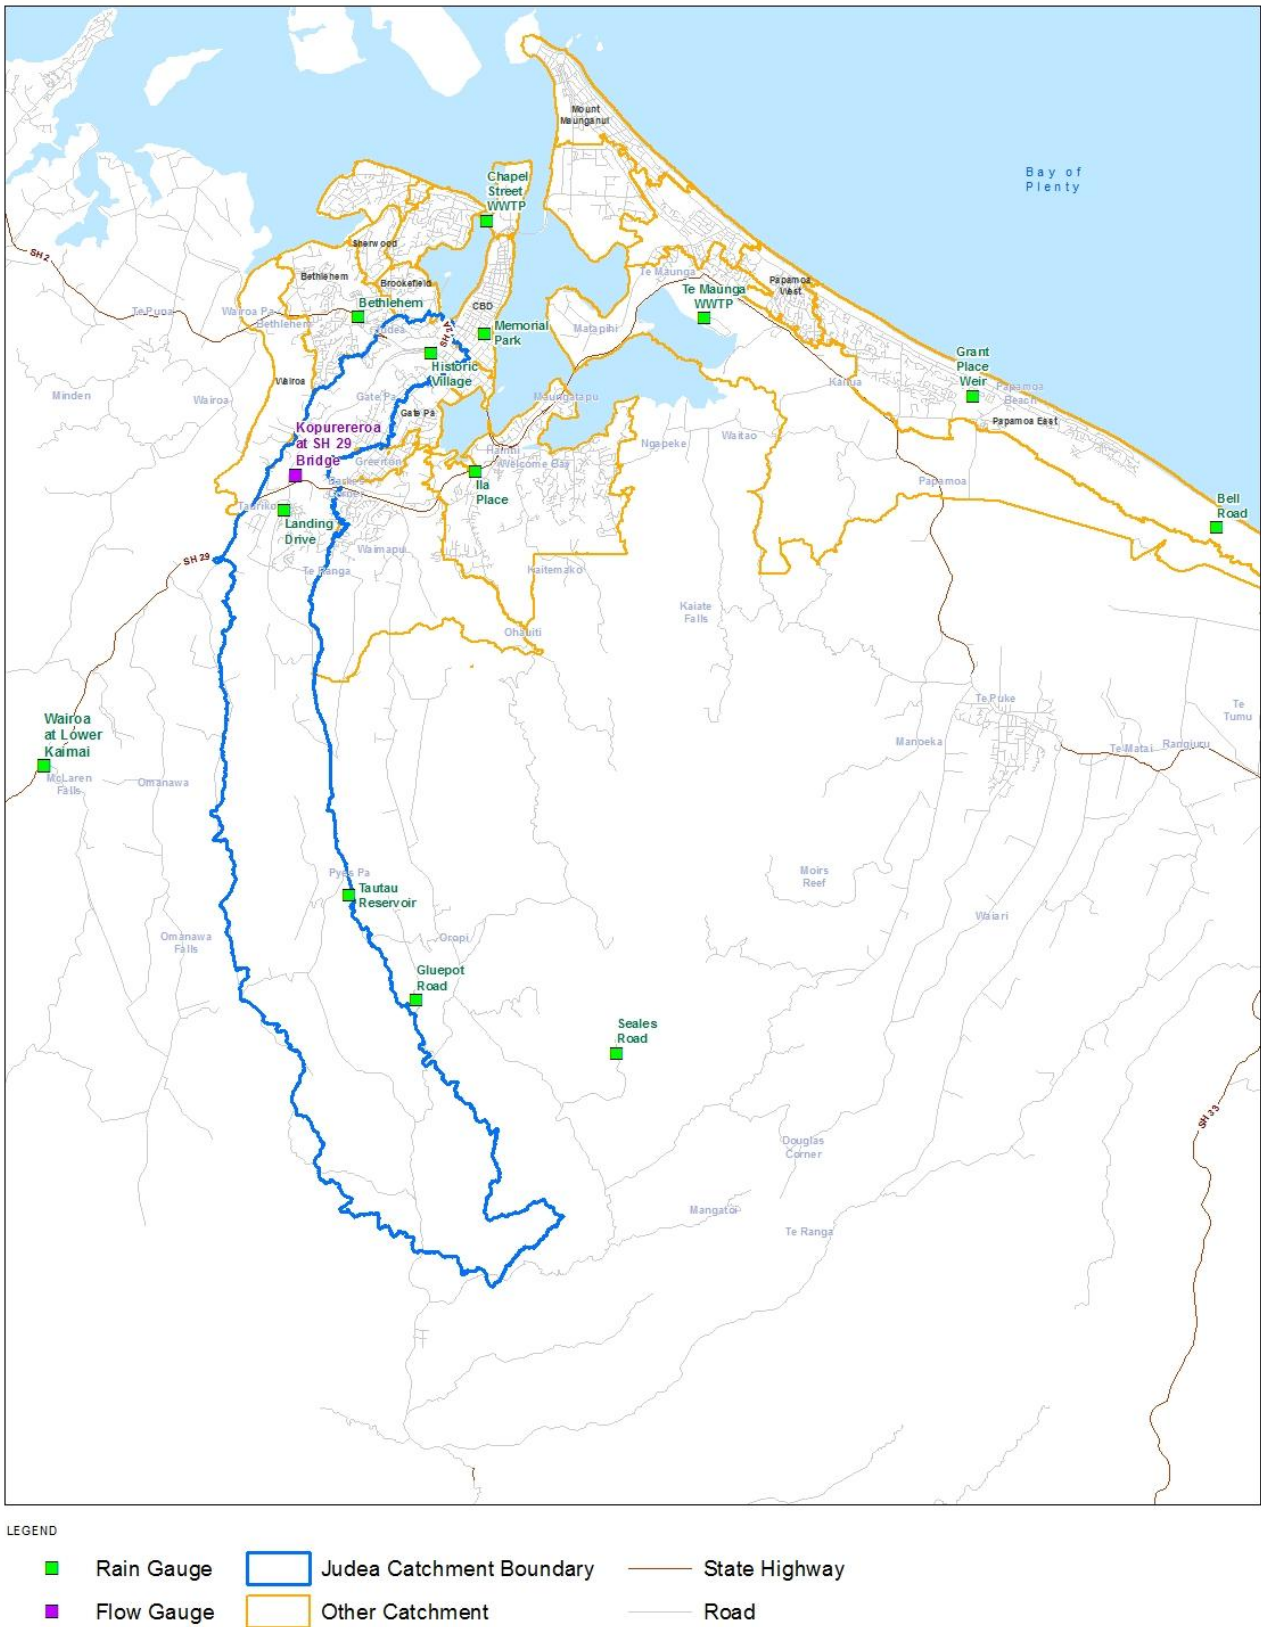 Mount
Maunganui
Bay of
Plenty
Chapel
Street
WWTP
Sherwood
SH 2
Bethlehem
Brookfield
Te Maunga
Te Maunga
WWTP
Papamoa
West
Bethlehem
CBD
Te Puna
Wairoa Pa
Bethlehem
Judea
SH 2A
Memorial
Park
Matapihi
Historic
Village
Grant
Place
Weir
Wairoa
Minden
Wairoa
Gate Pa
Gate Pa
Maungatapu
Kairua
Papamoa
Beach
Papamoa East
Kopurereroa
at SH 29
Bridge
Greerton
Hairini
Welcome Bay
Ngapeke
Waitao
Ila
Place
Papamoa
Tauriko
Landing
Drive
Bell
Road
SH 29
Waimapu
Te Ranga
Kaitemako
Kaiate
Falls
Ohauiti
Te Puke
Te
Tumu
Wairoa
at Lower
Kaimai
McLaren
Falls
Omanawa
Manoeka
Te Matai
Rangiuru
Pyes Pa
Tautau
Reservoir
Moirs
Reef
Waiari
Omanawa
Falls
Oropi
Gluepot
Road
Seales
Road
SH 33
Douglas
Corner
Mangatoi
Te Ranga
LEGEND
Rain Gauge
Judea Catchment Boundary
State Highway
Flow Gauge
Other Catchment
Road